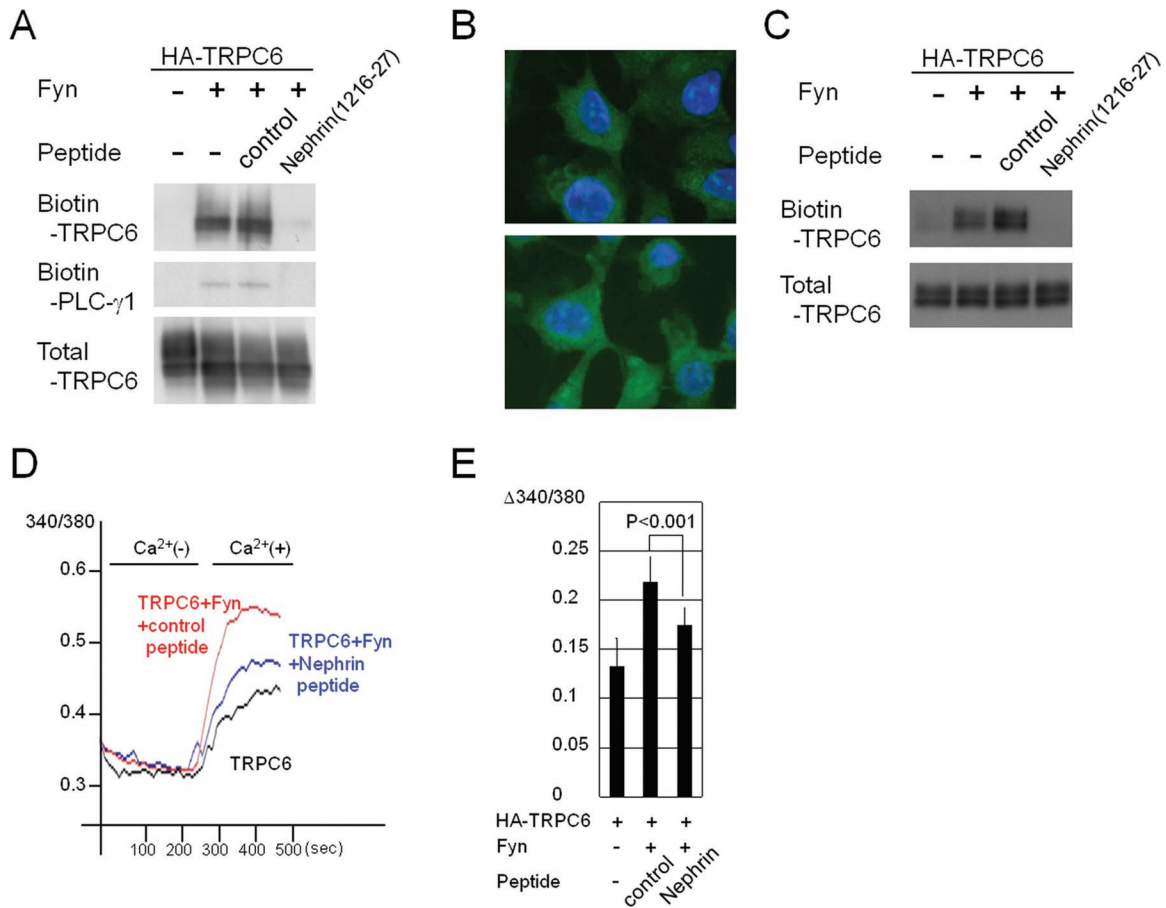 A
HA-TRPC6
Fyn - + + +
Peptide - - control Nephrin(1216-27)
Biotin
-TRPC6
Biotin
-PLC-γ1
Total
-TRPC6
B
C
HA-TRPC6
Fyn - + + +
Peptide - - control Nephrin(1216-27)
Biotin
-TRPC6
Total
-TRPC6
D
340/380
Ca²⁺(-) Ca²⁺(+)
0.6
TRPC6+Fyn
+control
peptide
0.5
TRPC6+Fyn
+Nephrin
peptide
0.4
TRPC6
0.3
100 200 300 400 500 (sec)
E
Δ340/380
P<0.001
0.25
0.2
0.15
0.1
0.05
0
HA-TRPC6 + + +
Fyn - + +
Peptide - control Nephrin